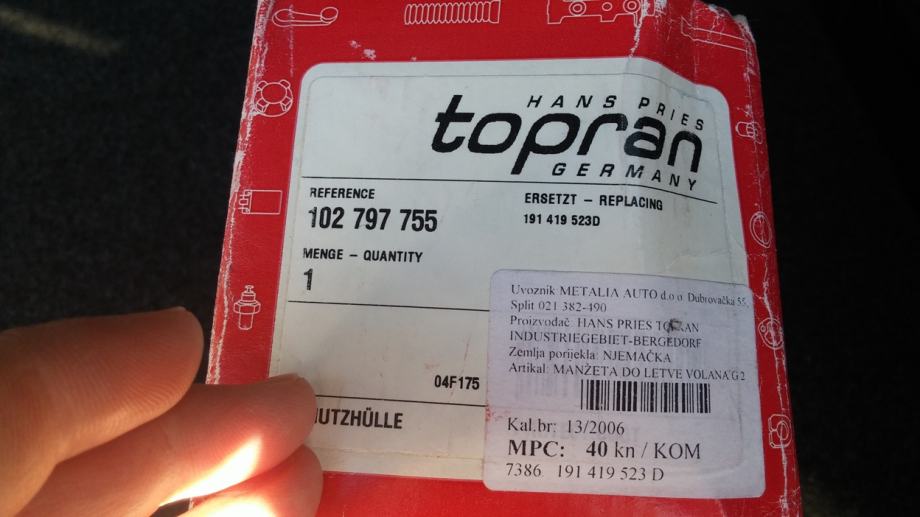 HANS PRIES
topran
GERMANY
REFERENCE
102 797 755
ERSETZT – REPLACING
191 419 523D
MENGE – QUANTITY
1
04F175
UTZHÜLLE
Uvoznik METALIA AUTO d.o.o. Dubrovačka 55,
Split 021 382-490
Proizvođač: HANS PRIES TOPRAN
INDUSTRIEGEBIET-BERGEDORF
Zemlja porijekla: NJEMAČKA
Artikal: MANŽETA DO LETVE VOLANA G2
Kal.br: 13/2006
MPC: 40 kn / KOM
7386 191 419 523 D